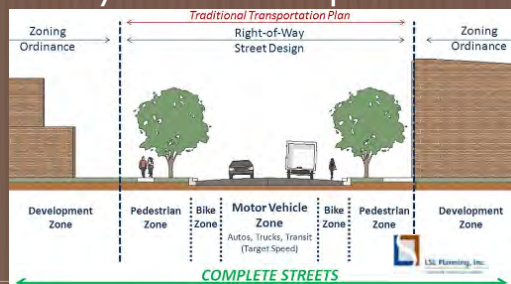 Traditional Transportation Plan
Zoning
Ordinance
Right-of-Way
Street Design
Zoning
Ordinance
Development
Zone
Pedestrian
Zone
Bike
Zone
Motor Vehicle
Zone
Autos, Trucks, Transit
(Target Speed)
Bike
Zone
Pedestrian
Zone
Development
Zone
LSL Planning, Inc.
COMPLETE STREETS